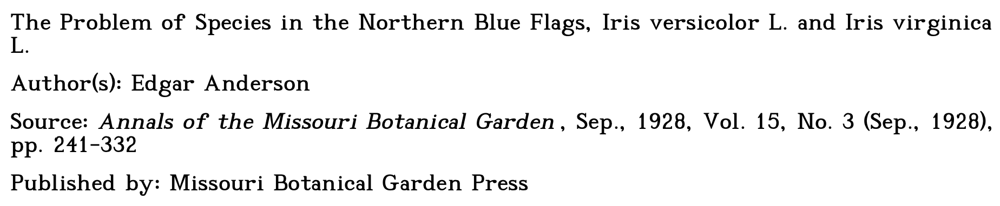 The Problem of Species in the Northern Blue Flags, Iris versicolor L. and Iris virginica
L.
Author(s): Edgar Anderson
Source: Annals of the Missouri Botanical Garden , Sep., 1928, Vol. 15, No. 3 (Sep., 1928),
pp. 241-332
Published by: Missouri Botanical Garden Press